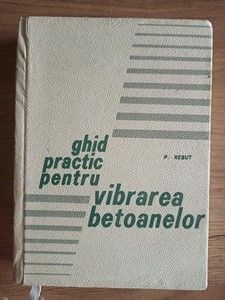 ghid
practic
pentru
P. REBUT
vibrarea
betoanelor